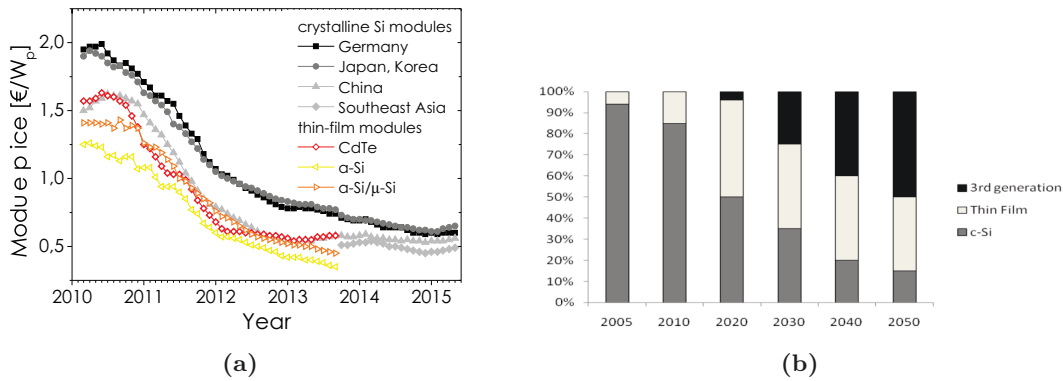 crystalline Si modules
Germany
Japan, Korea
China
Southeast Asia
thin-film modules
CdTe
a-Si
a-Si/µ-Si
Module p ice [€/Wp]
2,0
1,5
1,0
0,5
2010 2011 2012 2013 2014 2015
Year
(a)
100%
90%
80%
70%
60%
50%
40%
30%
20%
10%
0%
2005 2010 2020 2030 2040 2050
3rd generation
Thin Film
c-Si
(b)